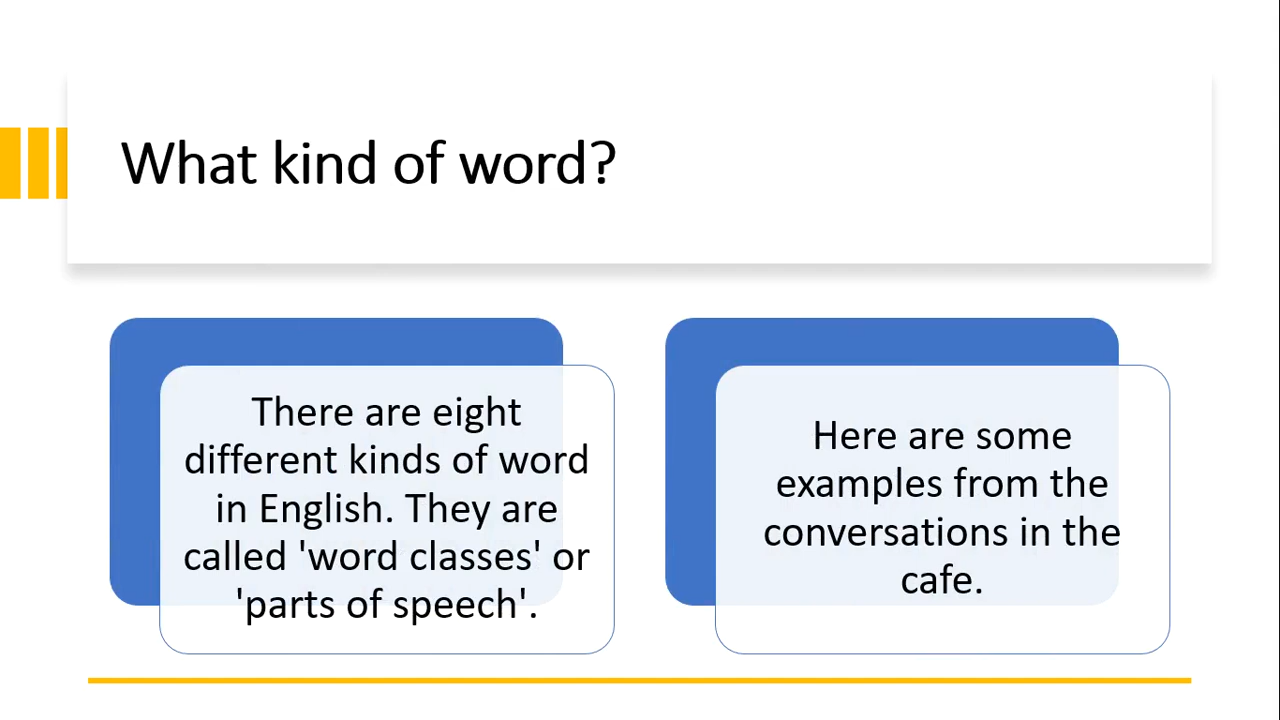 What kind of word?
There are eight
different kinds of word
in English. They are
called 'word classes' or
'parts of speech'.
Here are some
examples from the
conversations in the
cafe.